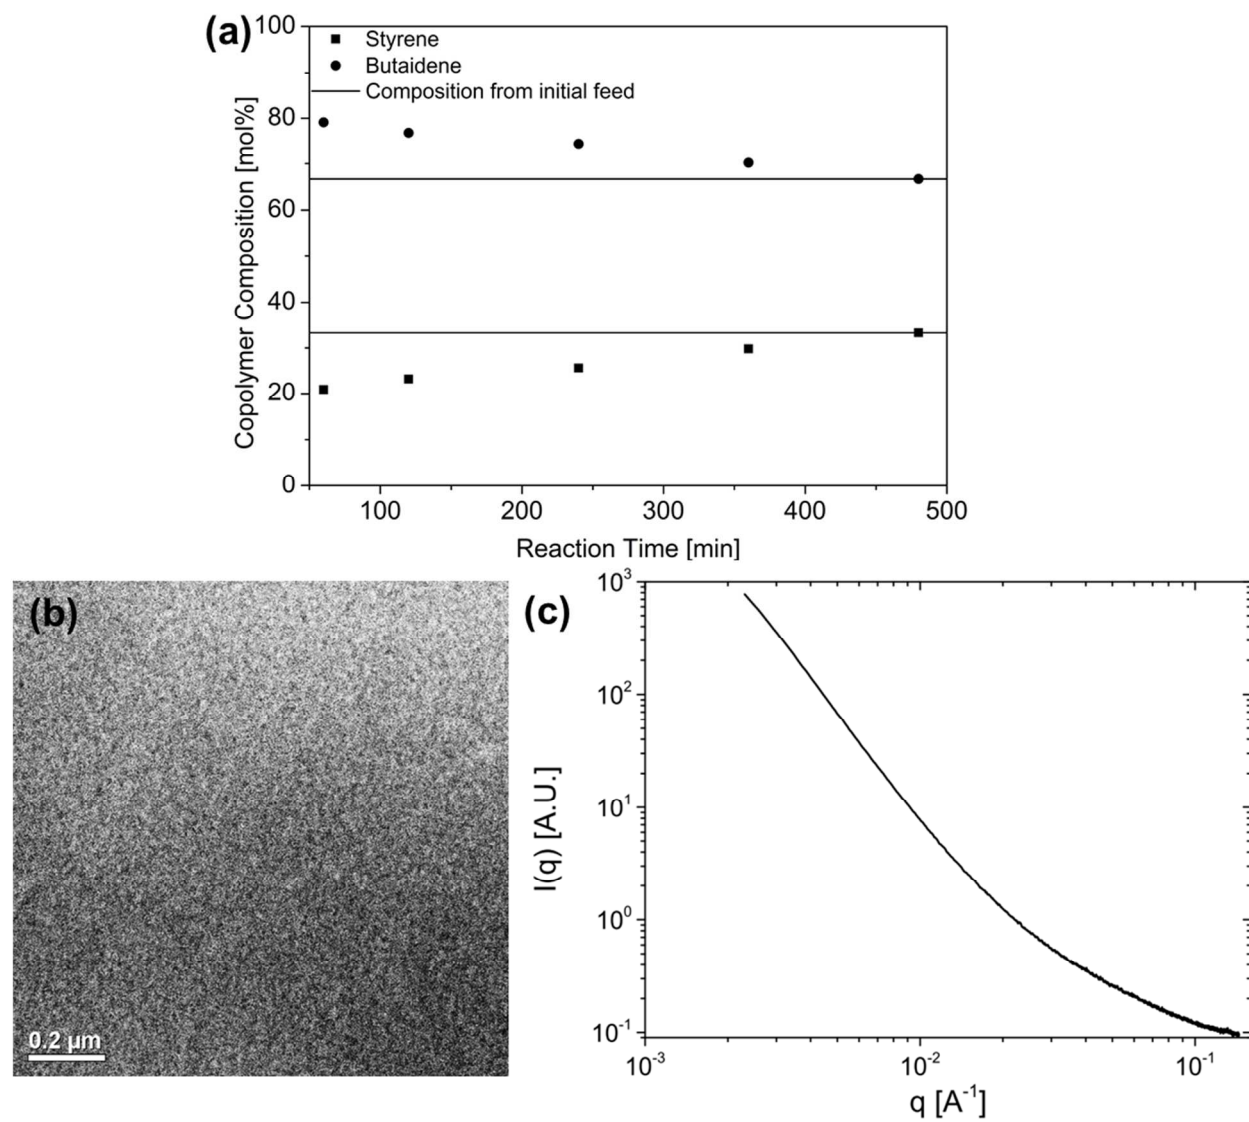 (a)
Styrene
Butaidene
Composition from initial feed
100
80
60
40
20
0
Copolymer Composition [mol%]
100 200 300 400 500
Reaction Time [min]
(b)
0.2 µm
(c)
10³
10²
10¹
10⁰
10⁻¹
I(q) [A.U.]
10⁻³ 10⁻² 10⁻¹
q [A⁻¹]